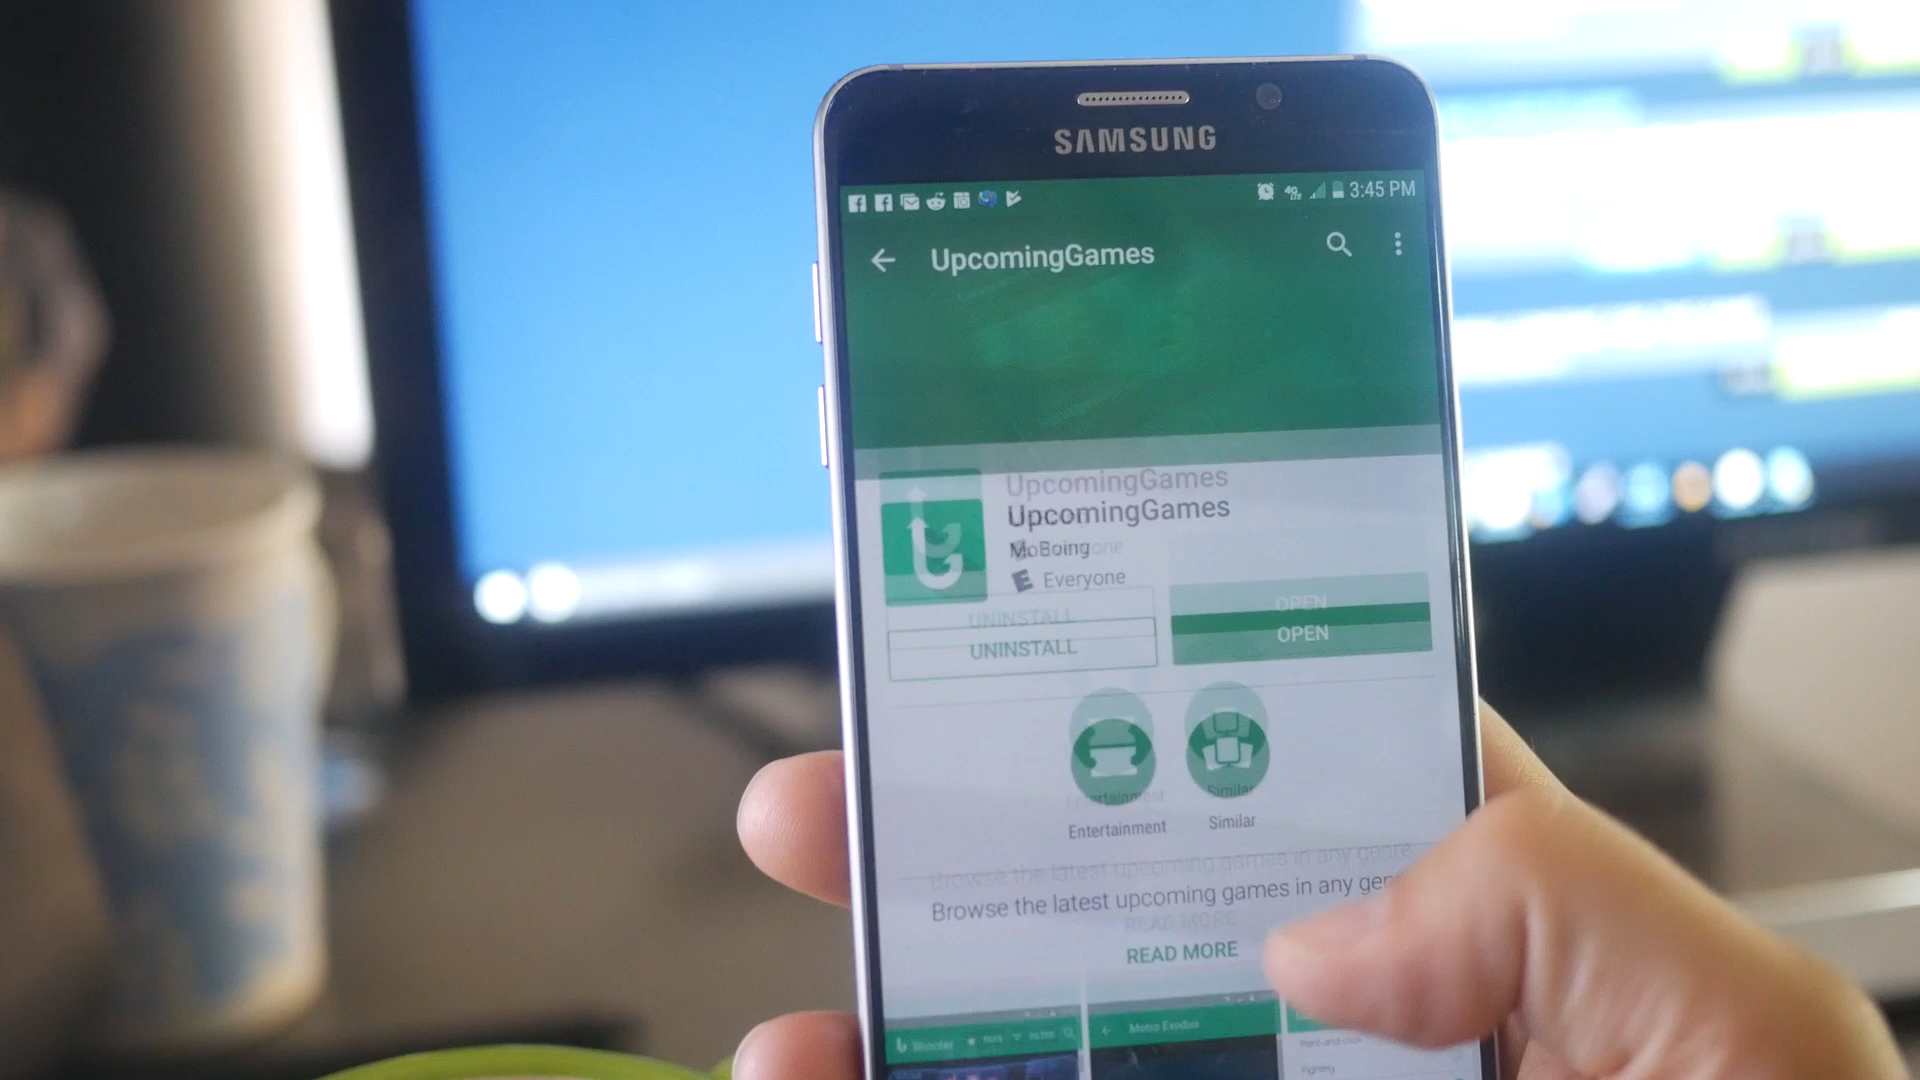 SAMSUNG
3:45 PM
UpcomingGames
UpcomingGames
UpcomingGames
MoBoing
Everyone
UNINSTALL
OPEN
UNINSTALL
OPEN
Entertainment
Similar
Entertainment
Similar
Browse the latest upcoming games in any genre
Browse the latest upcoming games in any gen
READ MORE
READ MORE
Shooter
FILTER
Metro Exodus
Point-and-click
Fighting